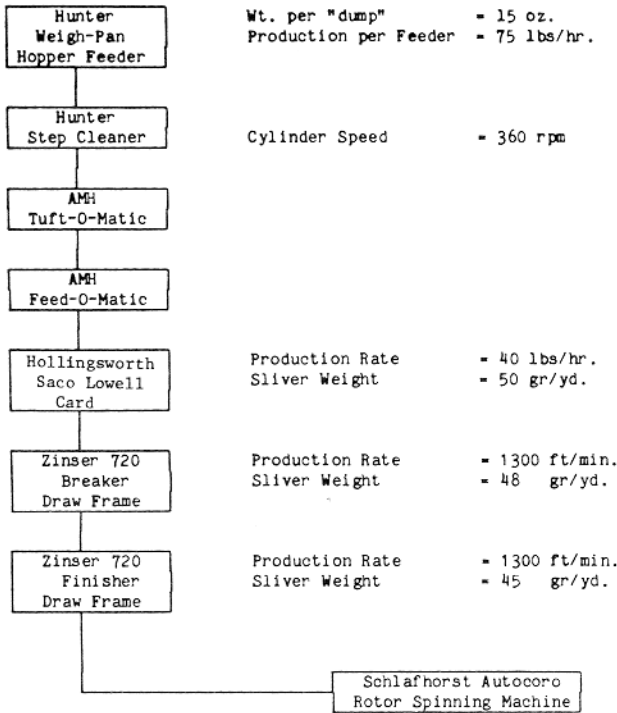 Hunter
Weigh-Pan
Hopper Feeder
Wt. per "dump" = 15 oz.
Production per Feeder = 75 lbs/hr.
Hunter
Step Cleaner
Cylinder Speed = 360 rpm
AMH
Tuft-O-Matic
AMH
Feed-O-Matic
Hollingsworth
Saco Lowell
Card
Production Rate = 40 lbs/hr.
Sliver Weight = 50 gr/yd.
Zinser 720
Breaker
Draw Frame
Production Rate = 1300 ft/min.
Sliver Weight = 48 gr/yd.
Zinser 720
Finisher
Draw Frame
Production Rate = 1300 ft/min.
Sliver Weight = 45 gr/yd.
Schlafhorst Autocoro
Rotor Spinning Machine